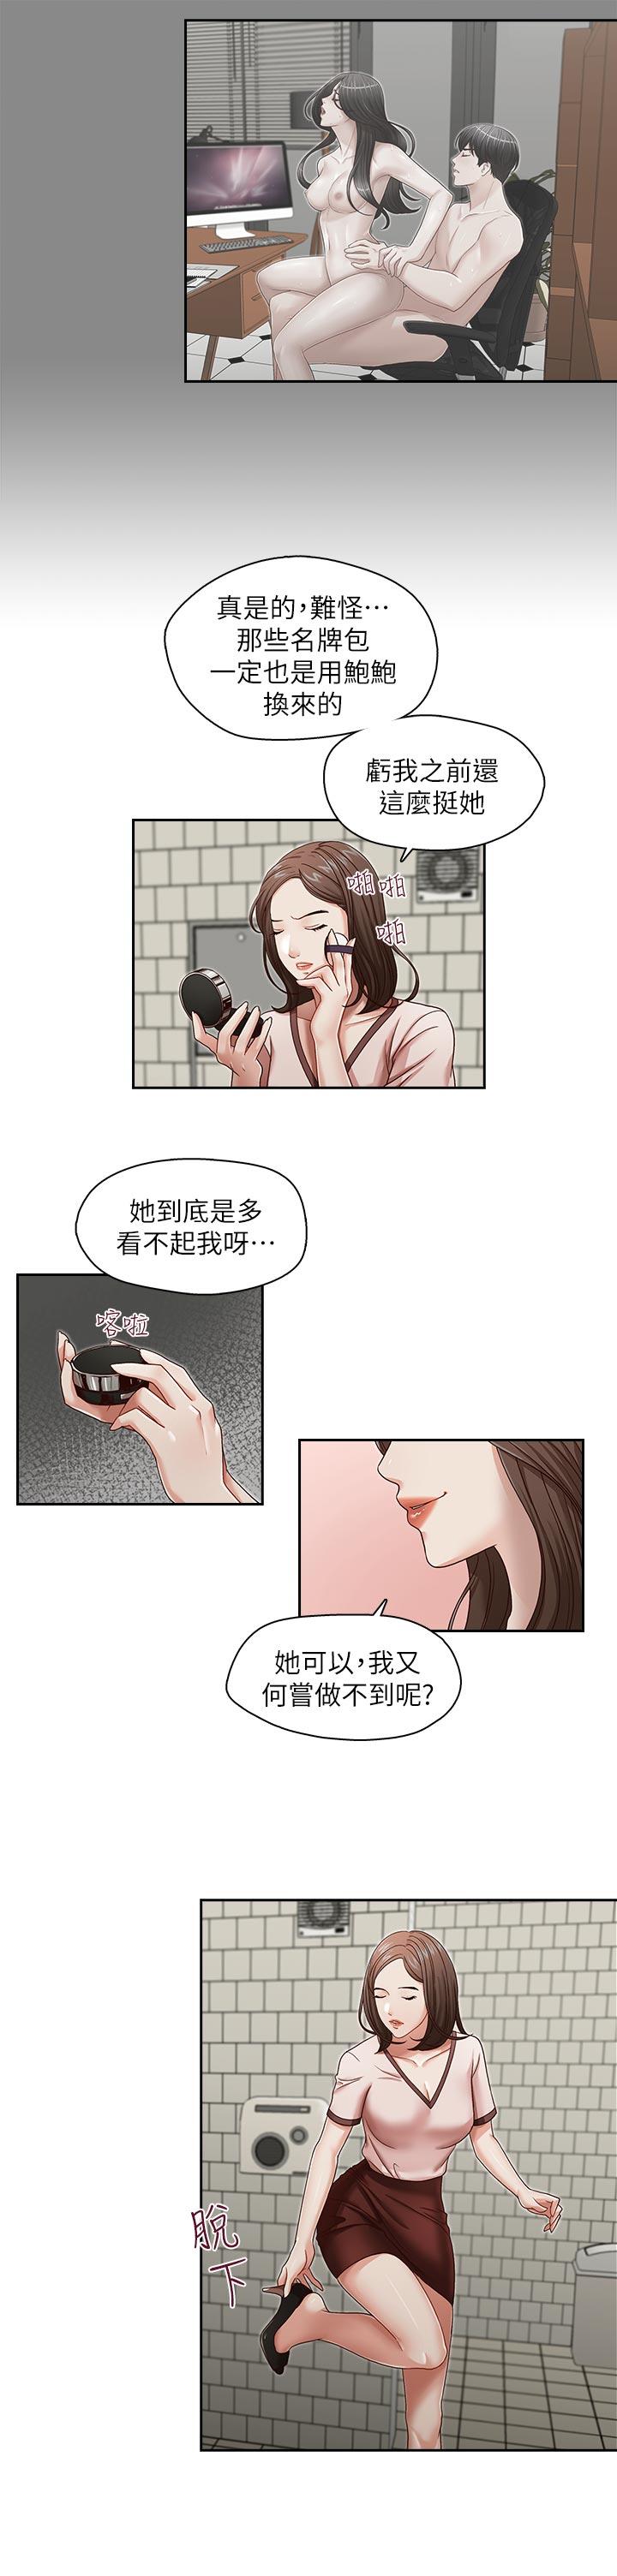 真是的，難怪…
那些名牌包
一定也是用鮑鮑
換來的
虧我之前還
這麼挺她
啪啪
啪
她到底是多
看不起我呀…
喀啦
她可以，我又
何嘗做不到呢?
脫
下